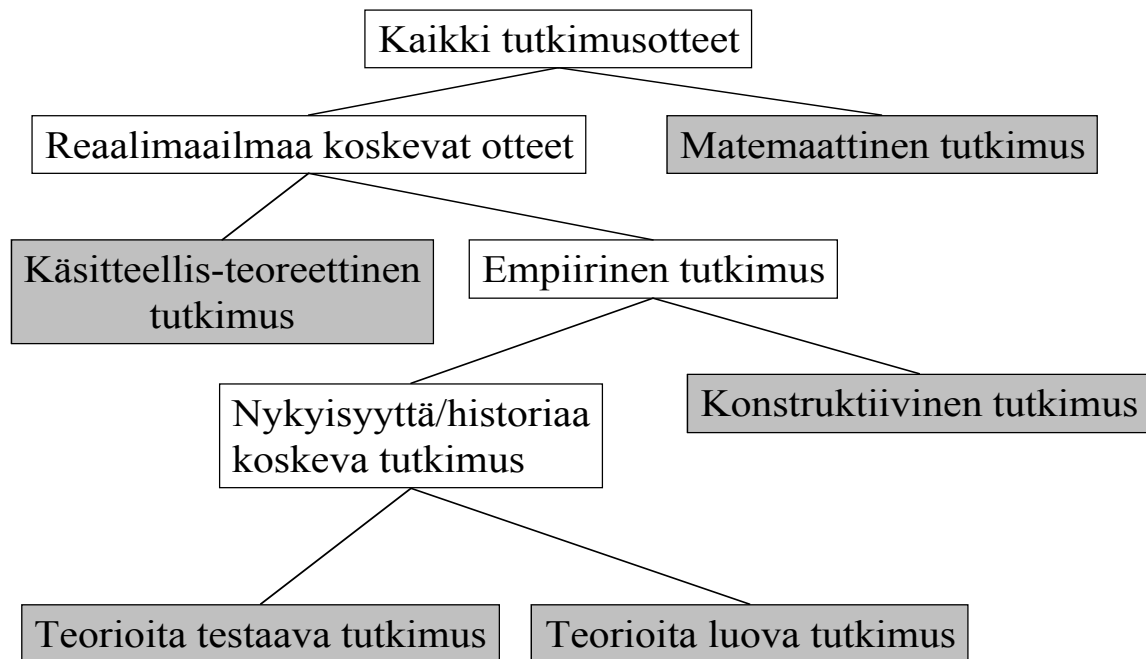 Kaikki tutkimusotteet
Reaalimaailmaa koskevat otteet
Matemaattinen tutkimus
Käsitteellis-teoreettinen
tutkimus
Empiirinen tutkimus
Nykyisyyttä/historiaa
koskeva tutkimus
Konstruktiivinen tutkimus
Teorioita testaava tutkimus
Teorioita luova tutkimus